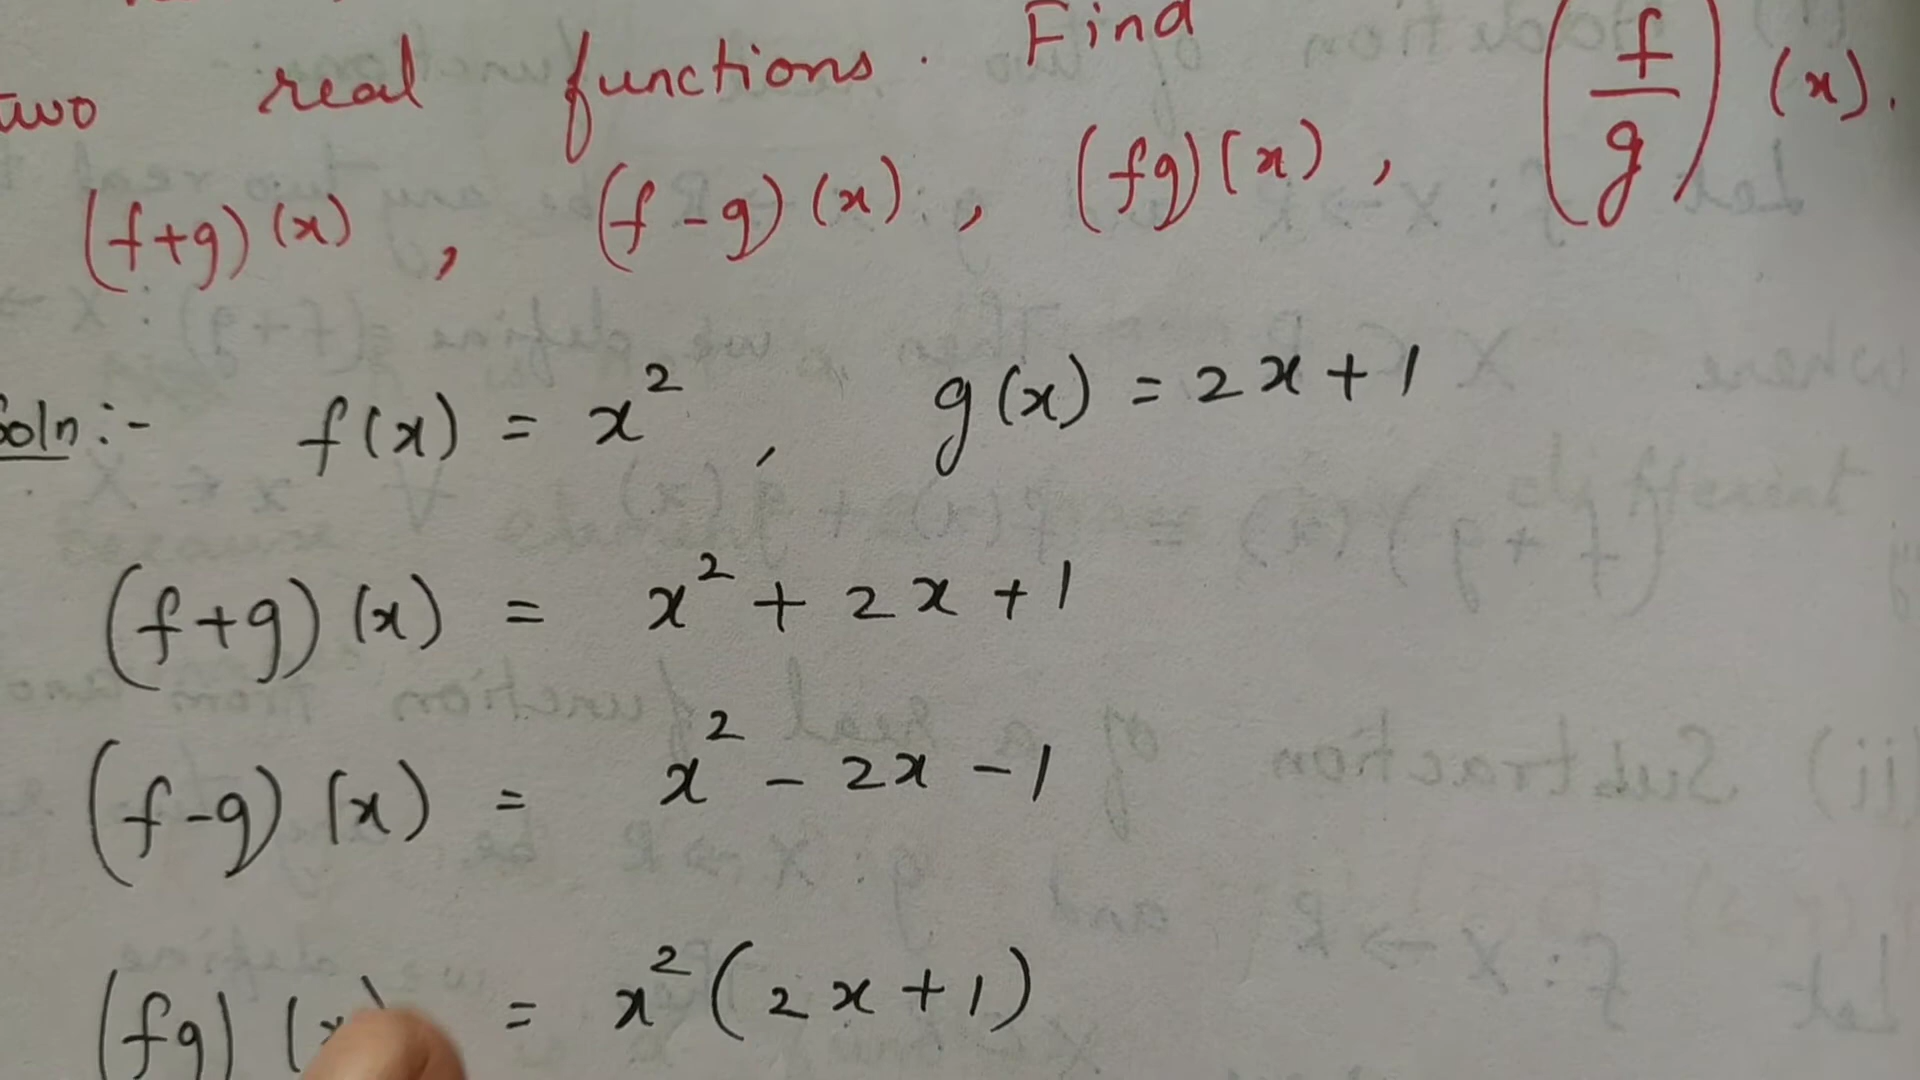 two real functions. Find
(f+g)(x), (f-g)(x), (fg)(x), (f/g)(x).
Soln:- f(x) = x², g(x) = 2x+1
(f+g)(x) = x² + 2x + 1
(f-g)(x) = x² - 2x - 1
(fg)(x) = x²(2x+1)